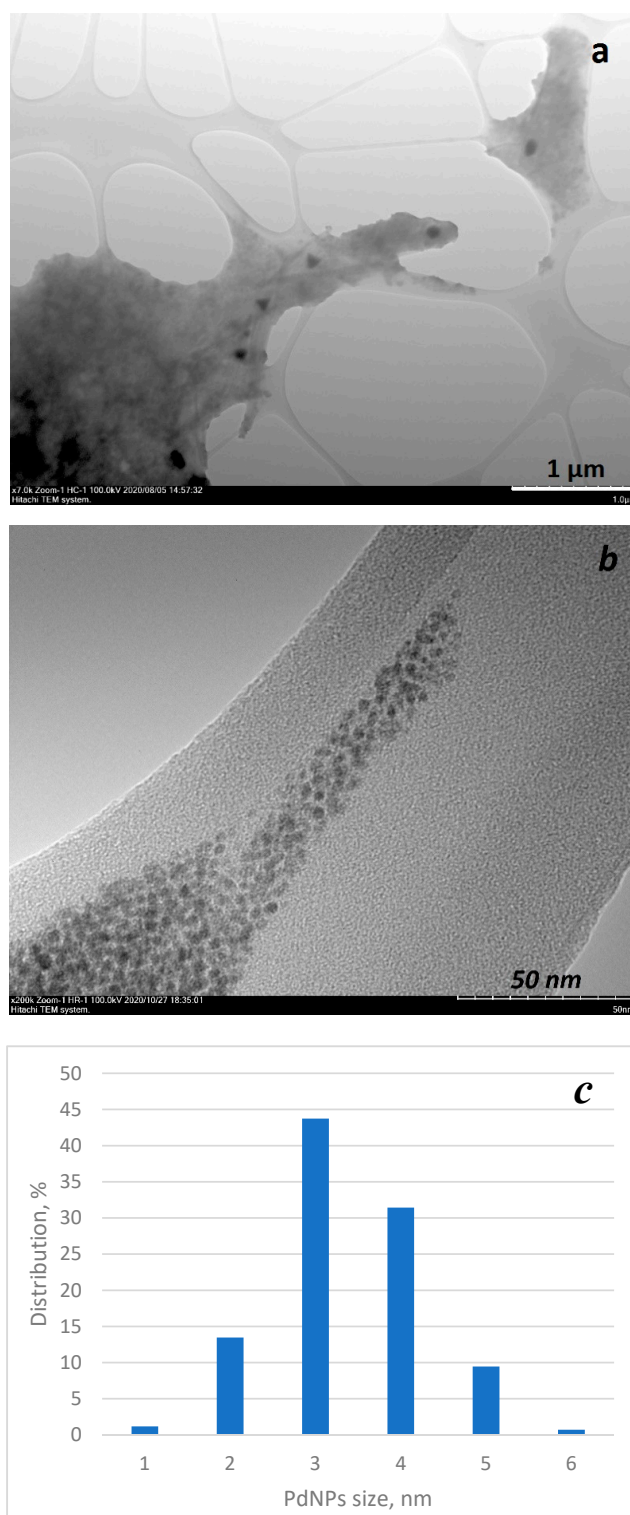 a
1 μm
x7.0k Zoom-1 HC-1 100.0kV 2020/08/05 14:57:32
Hitachi TEM system.
1.0μ
b
50 nm
x200k Zoom-1 HR-1 100.0kV 2020/10/27 18:35:01
Hitachi TEM system.
50nm
c
50
45
40
35
30
25
20
15
10
5
0
Distribution, %
1 2 3 4 5 6
PdNPs size, nm